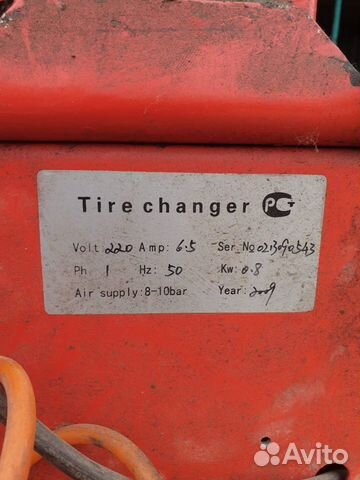 Tire changer РСТ
Volt: 220 Amp: 6.5 Ser No 0213090543
Ph 1 Hz: 50 Kw: 0.8
Air supply:8-10bar Year: 2009
Avito